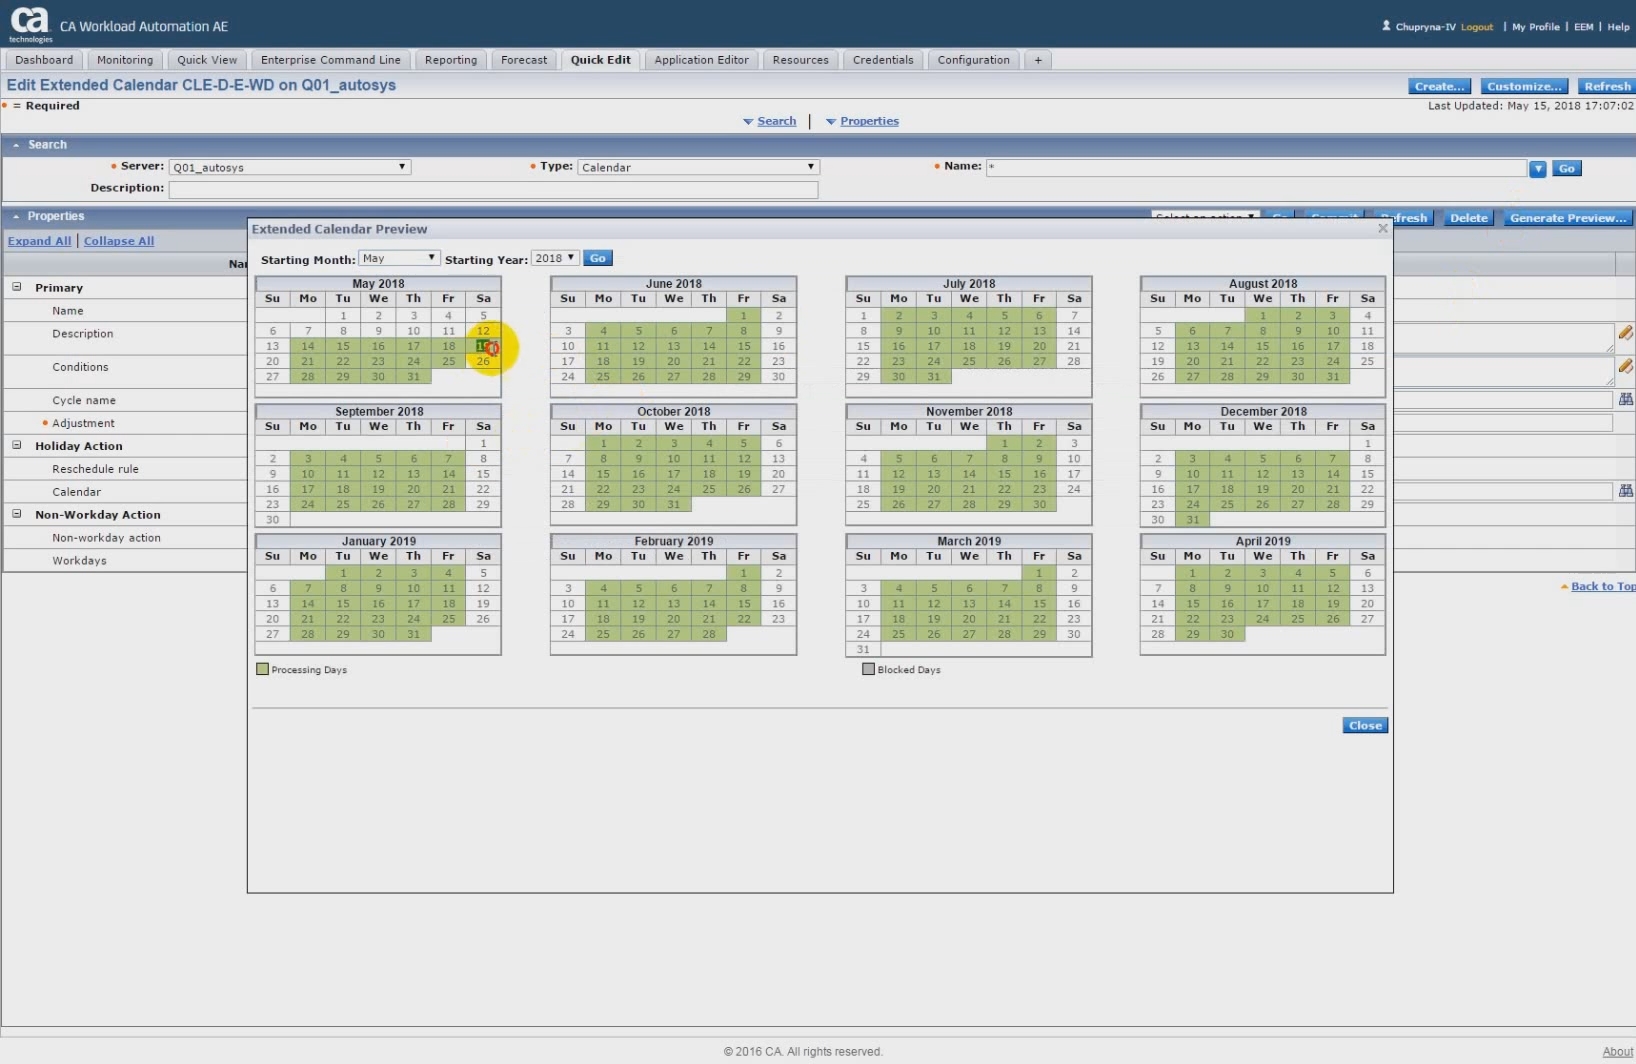 ca technologies CA Workload Automation AE
Chupryna-IV Logout | My Profile | EEM | Help
Dashboard Monitoring Quick View Enterprise Command Line Reporting Forecast Quick Edit Application Editor Resources Credentials Configuration +
Edit Extended Calendar CLE-D-E-WD on Q01_autosys
Create... Customize... Refresh
= Required
Last Updated: May 15, 2018 17:07:02
Search | Properties
Search
Server: Q01_autosys Type: Calendar Name: * Go
Description:
Properties
Refresh Delete Generate Preview...
Expand All | Collapse All
Primary
Name
Description
Conditions
Cycle name
Adjustment
Holiday Action
Reschedule rule
Calendar
Non-Workday Action
Non-workday action
Workdays
Extended Calendar Preview
Starting Month: May Starting Year: 2018 Go
May 2018
Su Mo Tu We Th Fr Sa
1 2 3 4 5
6 7 8 9 10 11 12
13 14 15 16 17 18
20 21 22 23 24 25 26
27 28 29 30 31
June 2018
Su Mo Tu We Th Fr Sa
1 2
3 4 5 6 7 8 9
10 11 12 13 14 15 16
17 18 19 20 21 22 23
24 25 26 27 28 29 30
July 2018
Su Mo Tu We Th Fr Sa
1 2 3 4 5 6 7
8 9 10 11 12 13 14
15 16 17 18 19 20 21
22 23 24 25 26 27 28
29 30 31
August 2018
Su Mo Tu We Th Fr Sa
1 2 3 4
5 6 7 8 9 10 11
12 13 14 15 16 17 18
19 20 21 22 23 24 25
26 27 28 29 30 31
September 2018
Su Mo Tu We Th Fr Sa
1
2 3 4 5 6 7 8
9 10 11 12 13 14 15
16 17 18 19 20 21 22
23 24 25 26 27 28 29
30
October 2018
Su Mo Tu We Th Fr Sa
1 2 3 4 5 6
7 8 9 10 11 12 13
14 15 16 17 18 19 20
21 22 23 24 25 26 27
28 29 30 31
November 2018
Su Mo Tu We Th Fr Sa
1 2 3
4 5 6 7 8 9 10
11 12 13 14 15 16 17
18 19 20 21 22 23 24
25 26 27 28 29 30
December 2018
Su Mo Tu We Th Fr Sa
1
2 3 4 5 6 7 8
9 10 11 12 13 14 15
16 17 18 19 20 21 22
23 24 25 26 27 28 29
30 31
January 2019
Su Mo Tu We Th Fr Sa
1 2 3 4 5
6 7 8 9 10 11 12
13 14 15 16 17 18 19
20 21 22 23 24 25 26
27 28 29 30 31
February 2019
Su Mo Tu We Th Fr Sa
1 2
3 4 5 6 7 8 9
10 11 12 13 14 15 16
17 18 19 20 21 22 23
24 25 26 27 28
March 2019
Su Mo Tu We Th Fr Sa
1 2
3 4 5 6 7 8 9
10 11 12 13 14 15 16
17 18 19 20 21 22 23
24 25 26 27 28 29 30
31
April 2019
Su Mo Tu We Th Fr Sa
1 2 3 4 5 6
7 8 9 10 11 12 13
14 15 16 17 18 19 20
21 22 23 24 25 26 27
28 29 30
Processing Days
Blocked Days
Close
Back to Top
© 2016 CA. All rights reserved.
About